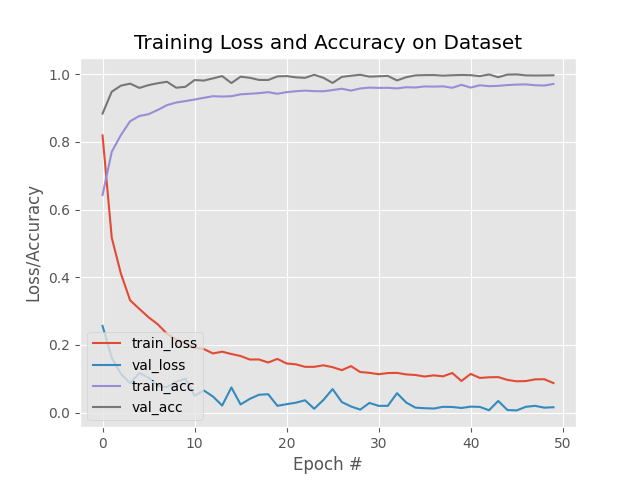 Training Loss and Accuracy on Dataset
1.0
0.8
0.6
0.4
0.2
0.0
Loss/Accuracy
train_loss
val_loss
train_acc
val_acc
0 10 20 30 40 50
Epoch #